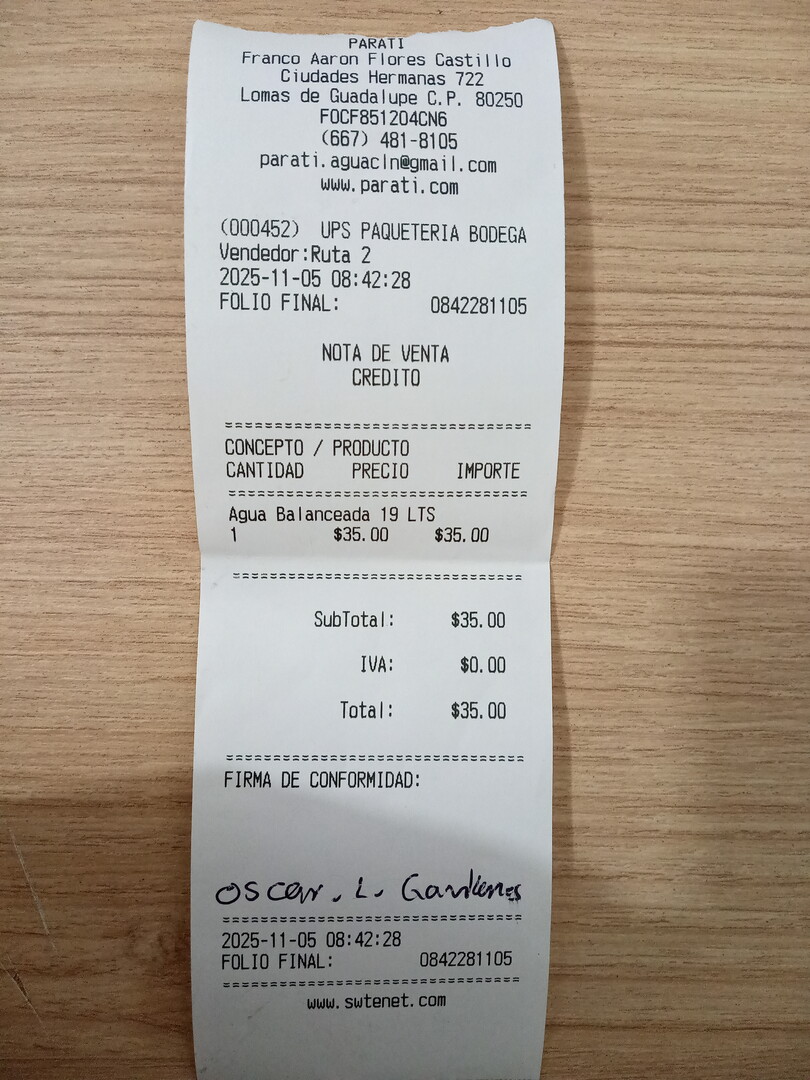 PARATI
Franco Aaron Flores Castillo
Ciudades Hermanas 722
Lomas de Guadalupe C.P. 80250
FOCF851204CN6
(667) 481-8105
parati.aguacln@gmail.com
www.parati.com
(000452) UPS PAQUETERIA BODEGA
Vendedor:Ruta 2
2025-11-05 08:42:28
FOLIO FINAL: 0842281105
NOTA DE VENTA
CREDITO
CONCEPTO / PRODUCTO
CANTIDAD PRECIO IMPORTE
Agua Balanceada 19 LTS
1 $35.00 $35.00
SubTotal: $35.00
IVA: $0.00
Total: $35.00
FIRMA DE CONFORMIDAD:
Oscar. L.
2025-11-05 08:42:28
FOLIO FINAL: 0842281105
www.swtenet.com